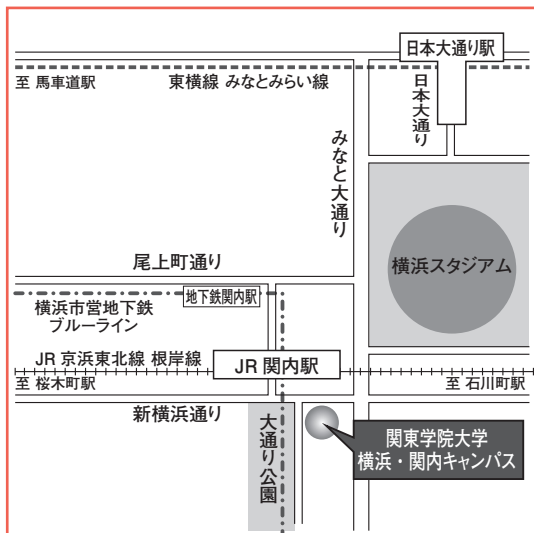 日本大通り駅
至 馬車道駅
東横線 みなとみらい線
日本大通り
みなと大通り
横浜スタジアム
尾上町通り
地下鉄関内駅
横浜市営地下鉄
ブルーライン
JR 京浜東北線 根岸線
JR 関内駅
至 桜木町駅
至 石川町駅
新横浜通り
大通り公園
関東学院大学
横浜・関内キャンパス